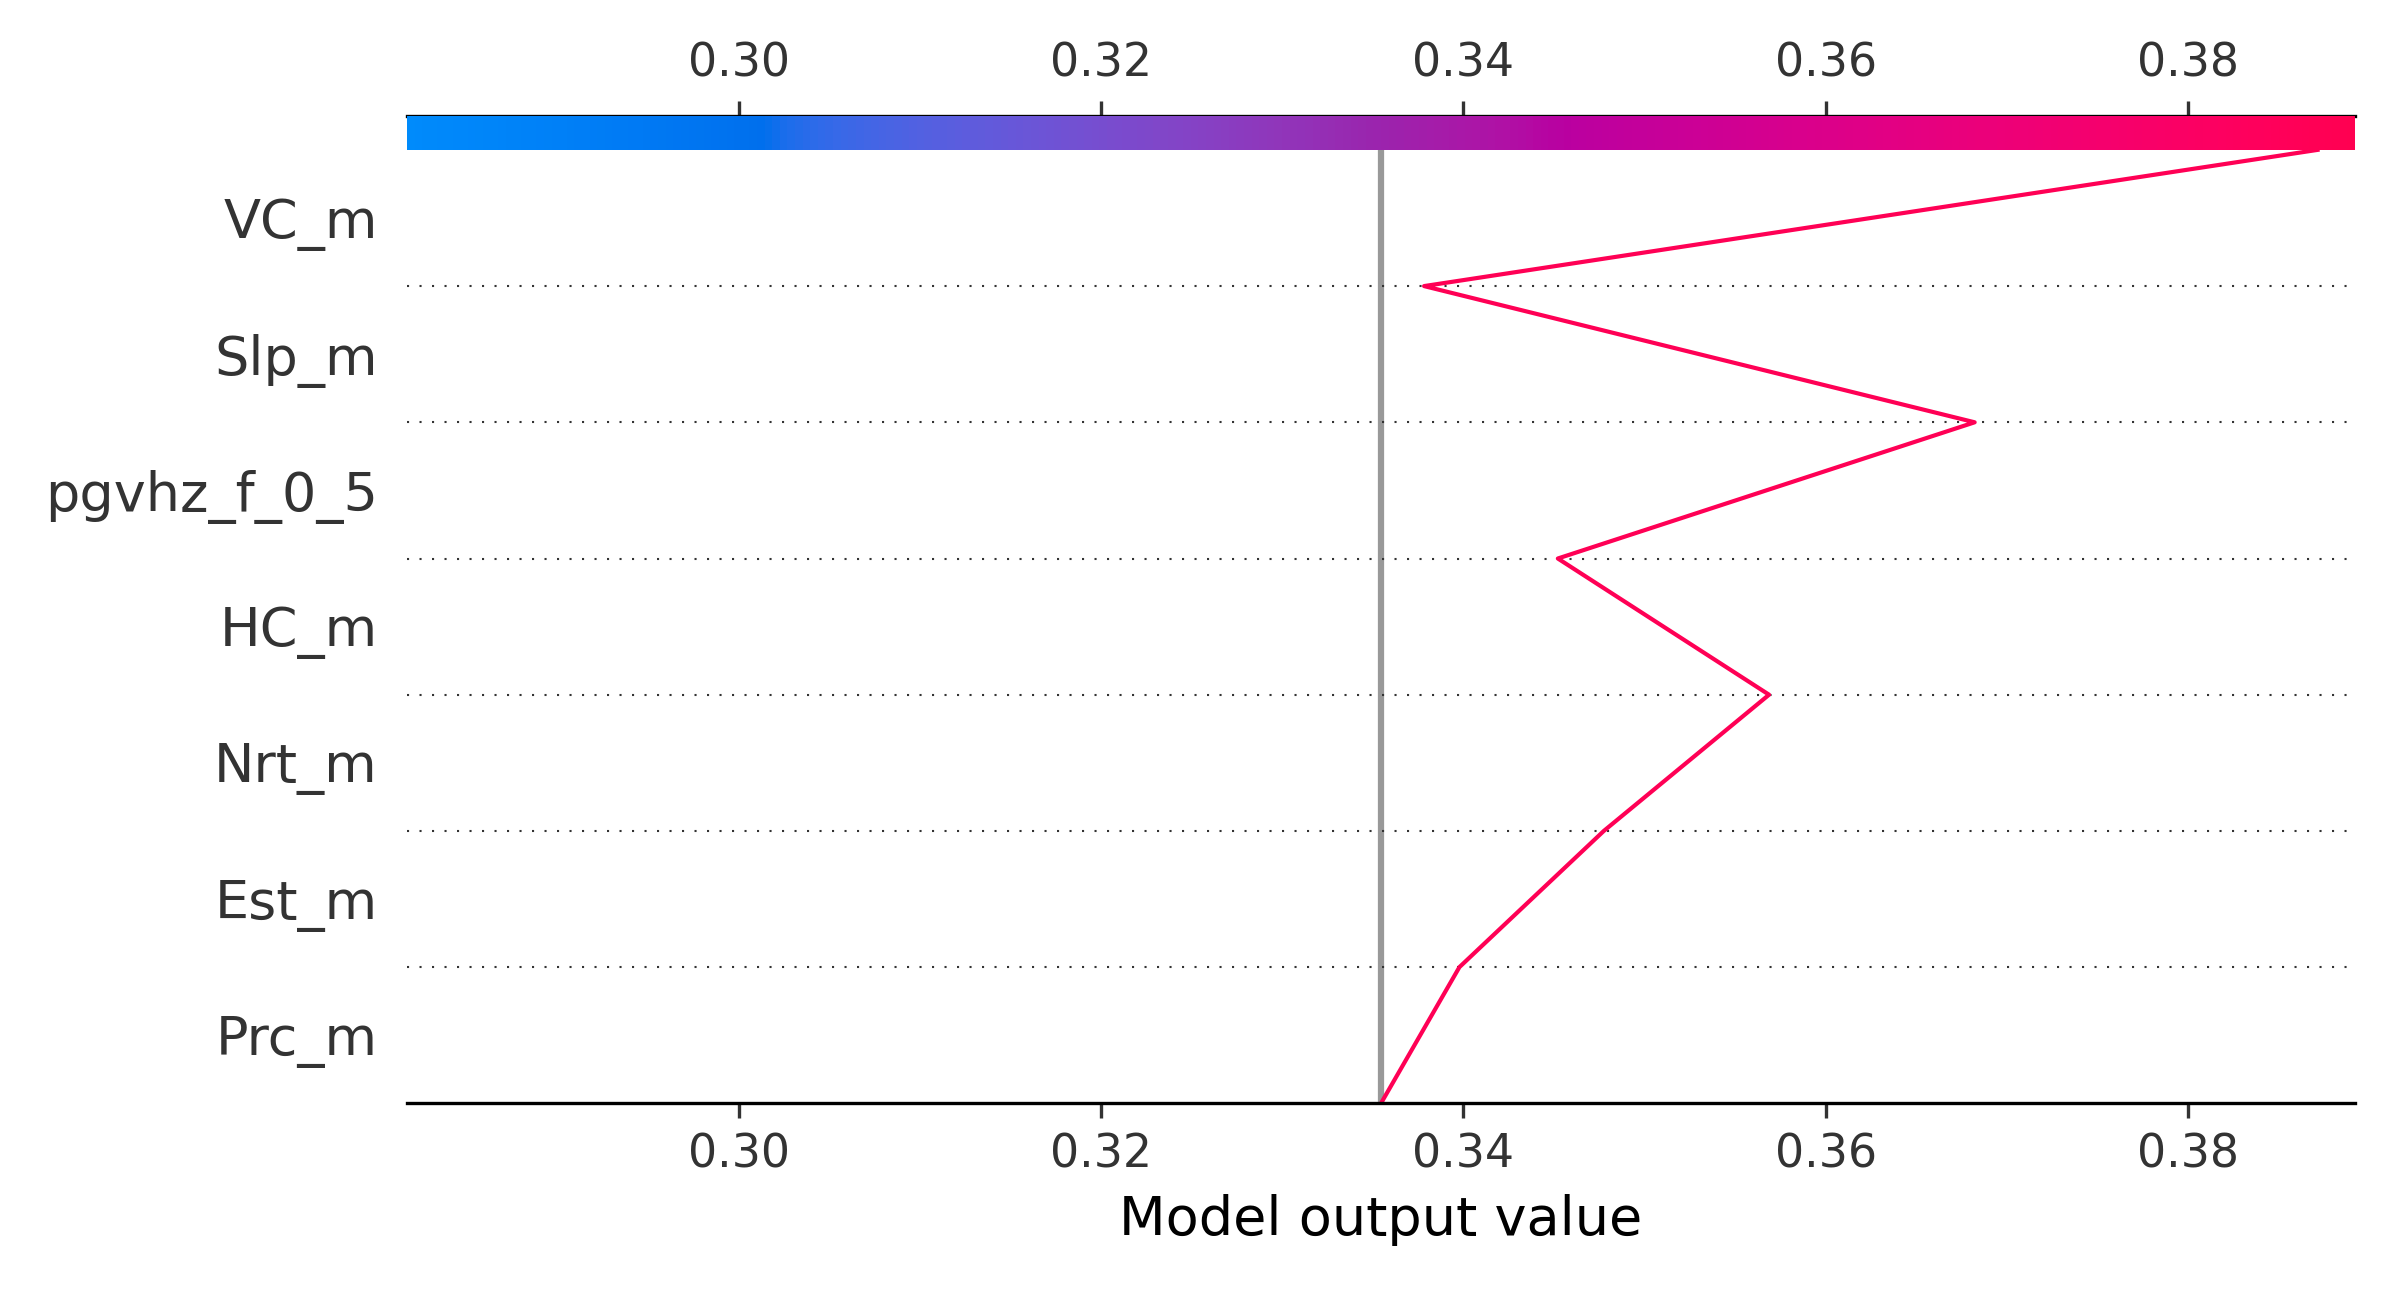 0.30 0.32 0.34 0.36 0.38
VC_m
Slp_m
pgvhz_f_0_5
HC_m
Nrt_m
Est_m
Prc_m
0.30 0.32 0.34 0.36 0.38
Model output value